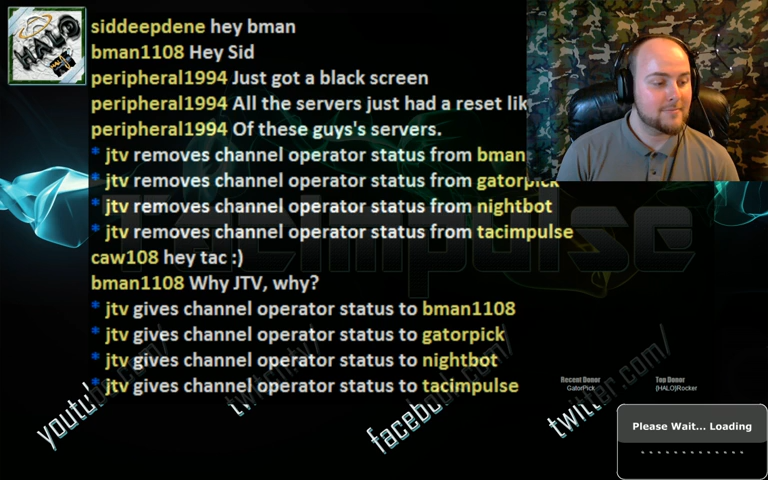 HALO
siddeepdene hey bman
bman1108 Hey Sid
peripheral1994 Just got a black screen
peripheral1994 All the servers just had a reset lik
peripheral1994 Of these guys's servers.
* jtv removes channel operator status from bman
* jtv removes channel operator status from gatorpick
* jtv removes channel operator status from nightbot
* jtv removes channel operator status from tacimpulse
tacimpulse
caw108 hey tac :)
bman1108 Why JTV, why?
* jtv gives channel operator status to bman1108
* jtv gives channel operator status to gatorpick
* jtv gives channel operator status to nightbot
* jtv gives channel operator status to tacimpulse
Recent Donor
GatorPick
Top Donor
(HALO)Rocker
twitter.com/
Please Wait... Loading